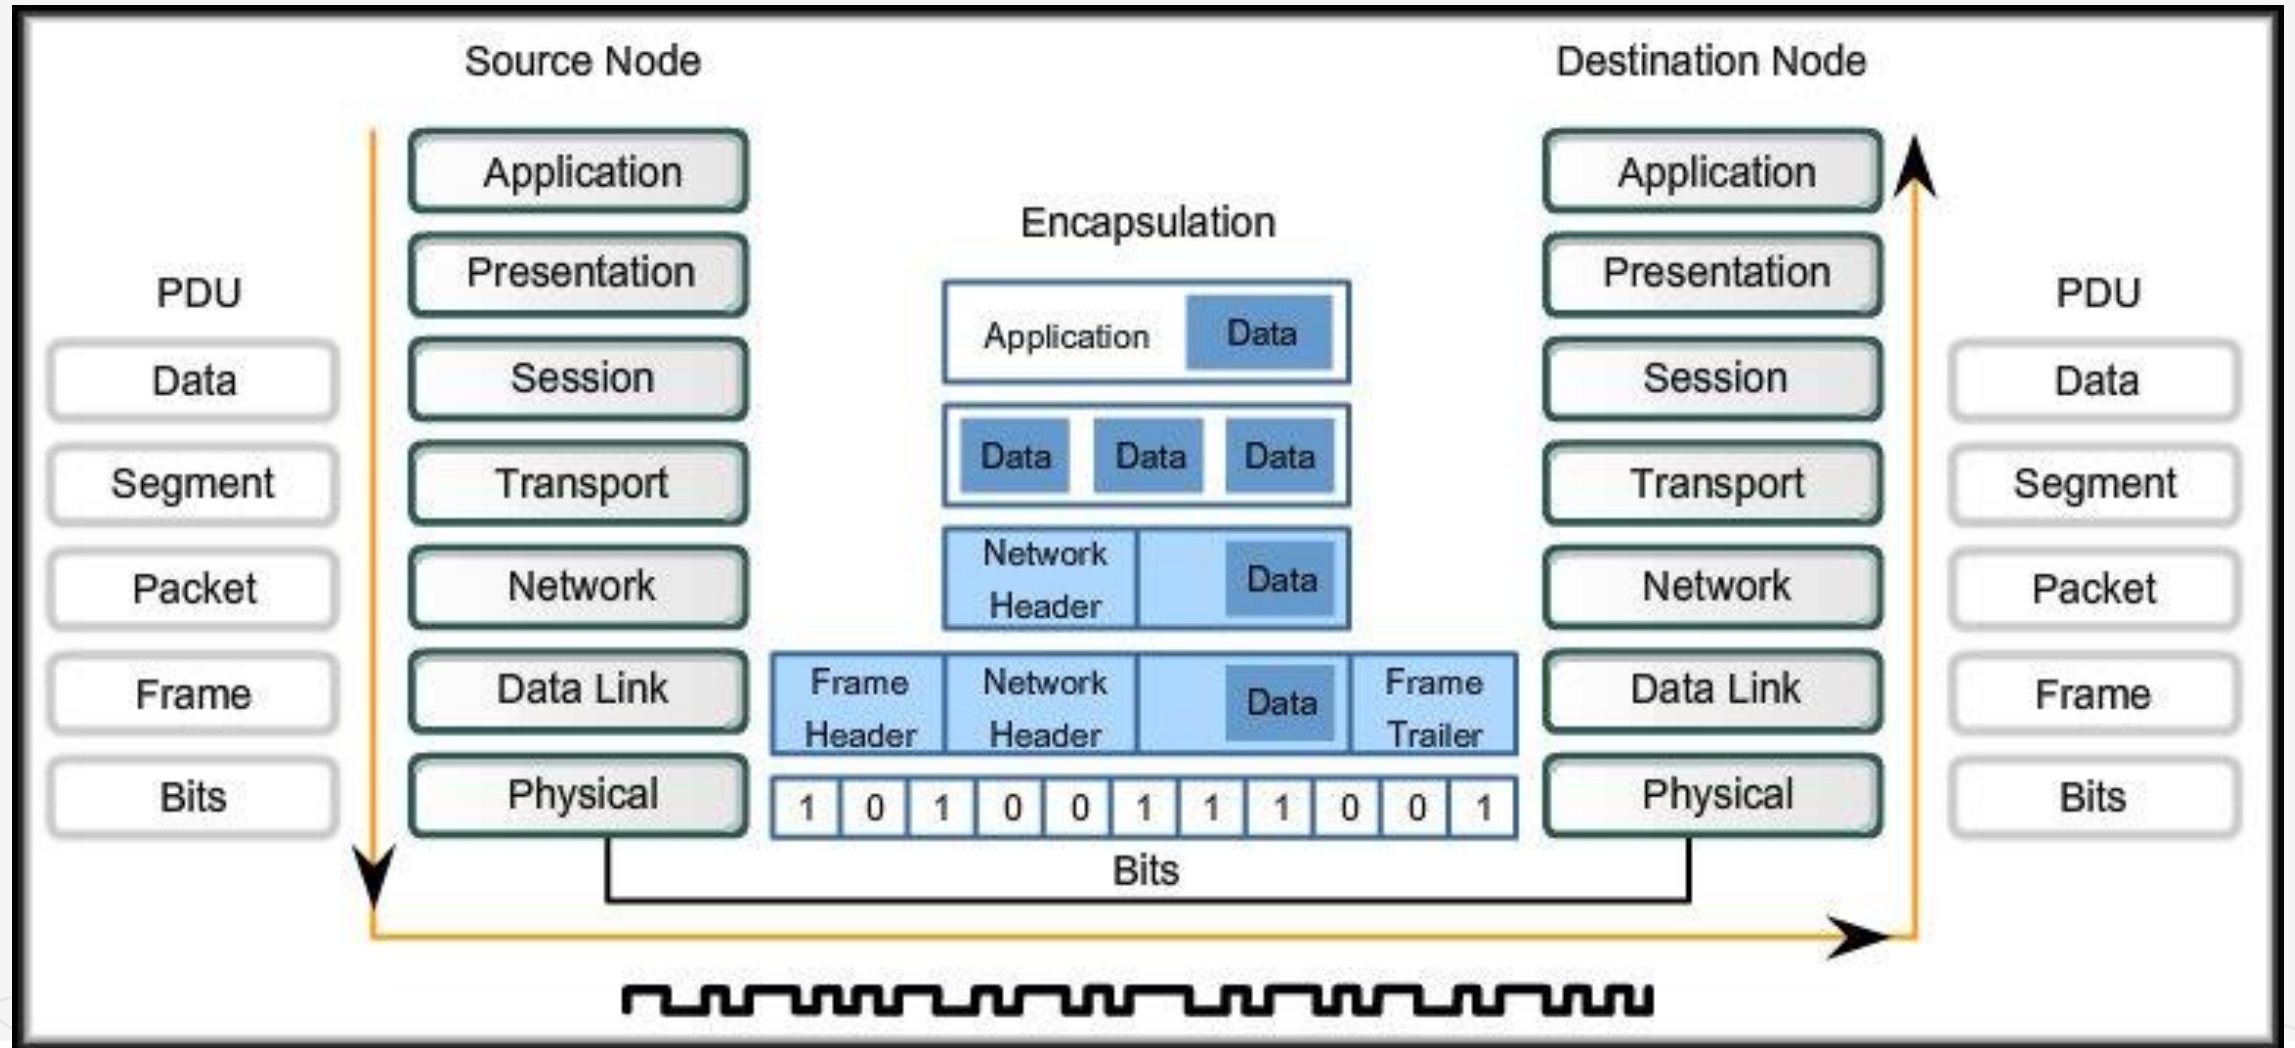 Source Node
Destination Node
Application
Application
Encapsulation
Presentation
Presentation
PDU
PDU
Application Data
Data
Session
Session
Data
Data Data Data
Segment
Transport
Transport
Segment
Network
Header
Data
Packet
Network
Network
Packet
Frame
Header
Network
Header
Data
Frame
Trailer
Frame
Data Link
Data Link
Frame
Bits
Physical
1 0 1 0 0 1 1 1 0 0 1
Physical
Bits
Bits